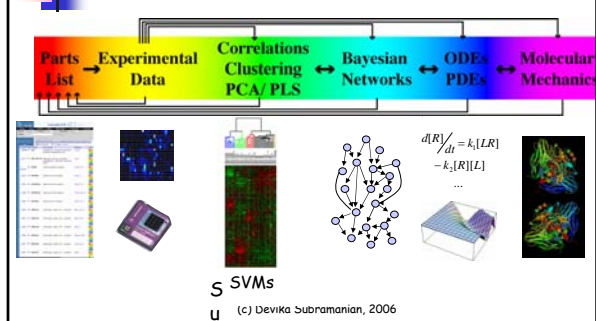 Parts List → Experimental Data
Correlations Clustering PCA/ PLS ↔ Bayesian Networks ↔ ODEs PDEs ↔ Molecular Mechanics
d[R]/dt = k₁[LR]
− k₂[R][L]
...
SVMs
S
u
(c) Devika Subramanian, 2006